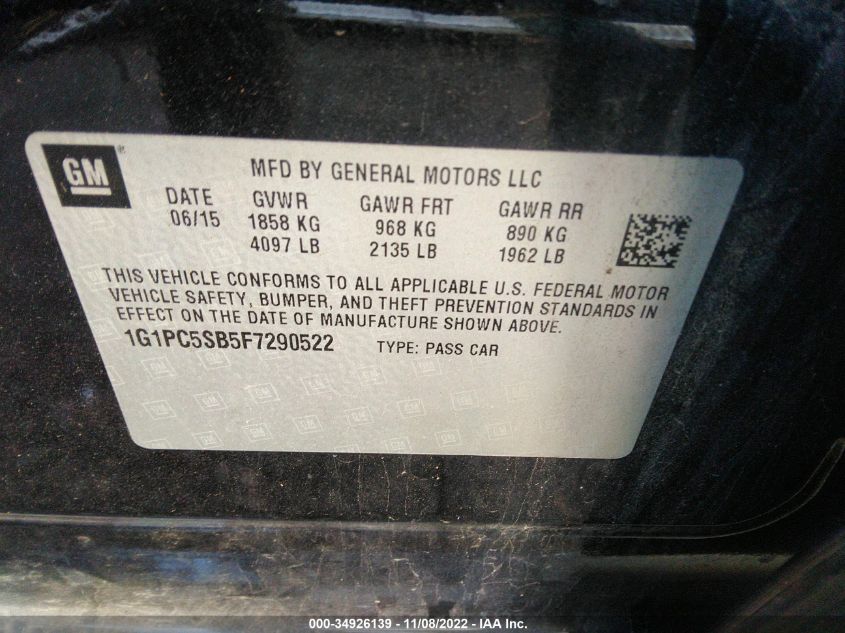 GM
MFD BY GENERAL MOTORS LLC
DATE GVWR GAWR FRT GAWR RR
06/15 1858 KG 968 KG 890 KG
4097 LB 2135 LB 1962 LB
THIS VEHICLE CONFORMS TO ALL APPLICABLE U.S. FEDERAL MOTOR
VEHICLE SAFETY, BUMPER, AND THEFT PREVENTION STANDARDS IN
EFFECT ON THE DATE OF MANUFACTURE SHOWN ABOVE.
1G1PC5SB5F7290522 TYPE: PASS CAR
000-34926139 - 11/08/2022 - IAA Inc.